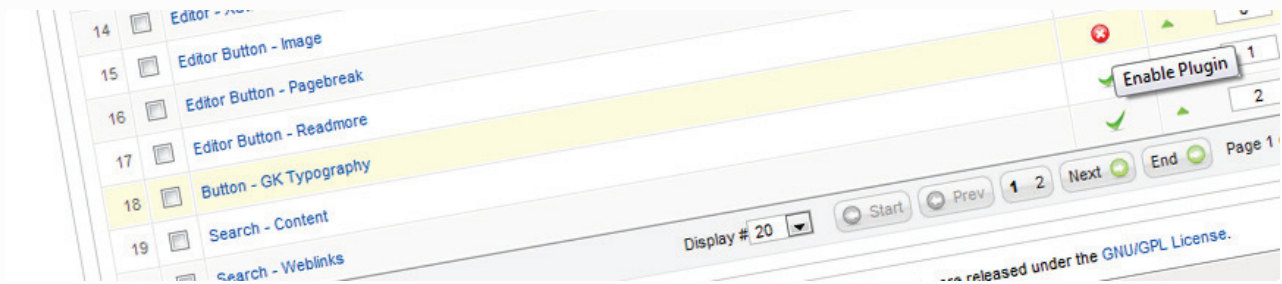 14 Editor -
15 Editor Button - Image
16 Editor Button - Pagebreak
17 Editor Button - Readmore
18 Button - GK Typography
19 Search - Content
Search - Weblinks
Enable Plugin
1
2
Display # 20 Start Prev 1 2 Next End Page 1
released under the GNU/GPL License.